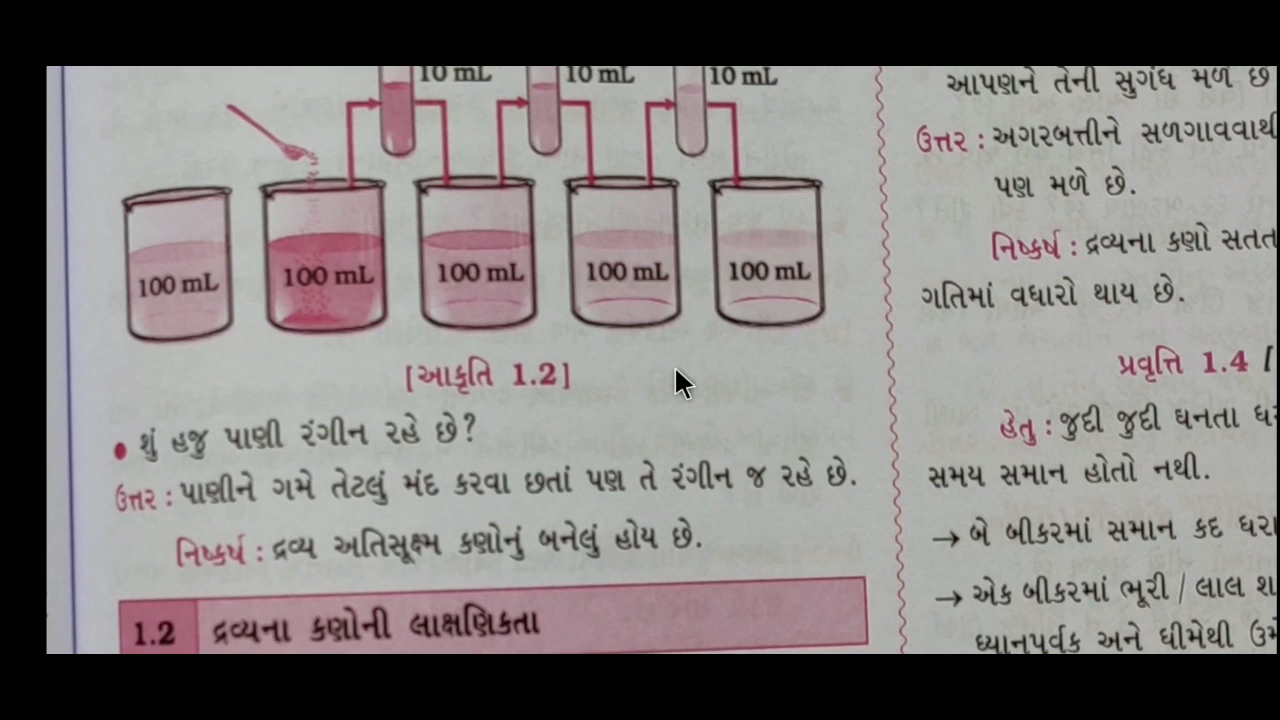 10 mL 10 mL 10 mL
100 mL 100 mL 100 mL 100 mL 100 mL
[આકૃતિ 1.2]
• શું હજુ પાણી રંગીન રહે છે?
ઉત્તર : પાણીને ગમે તેટલું મંદ કરવા છતાં પણ તે રંગીન જ રહે છે.
નિષ્કર્ષ : દ્રવ્ય અતિસૂક્ષ્મ કણોનું બનેલું હોય છે.
1.2 દ્રવ્યના કણોની લાક્ષણિકતા
આપણને તેની સુગંધ મળે છે
ઉત્તર : અગરબત્તીને સળગાવવાથી
પણ મળે છે.
નિષ્કર્ષ : દ્રવ્યના કણો સતત
ગતિમાં વધારો થાય છે.
પ્રવૃત્તિ 1.4 [
હેતુ : જુદી જુદી ઘનતા
સમય સમાન હોતો નથી.
→ બે બીકરમાં સમાન કદ
→ એક બીકરમાં ભૂરી / લાલ
ધ્યાનપૂર્વક અને ધીમેથી